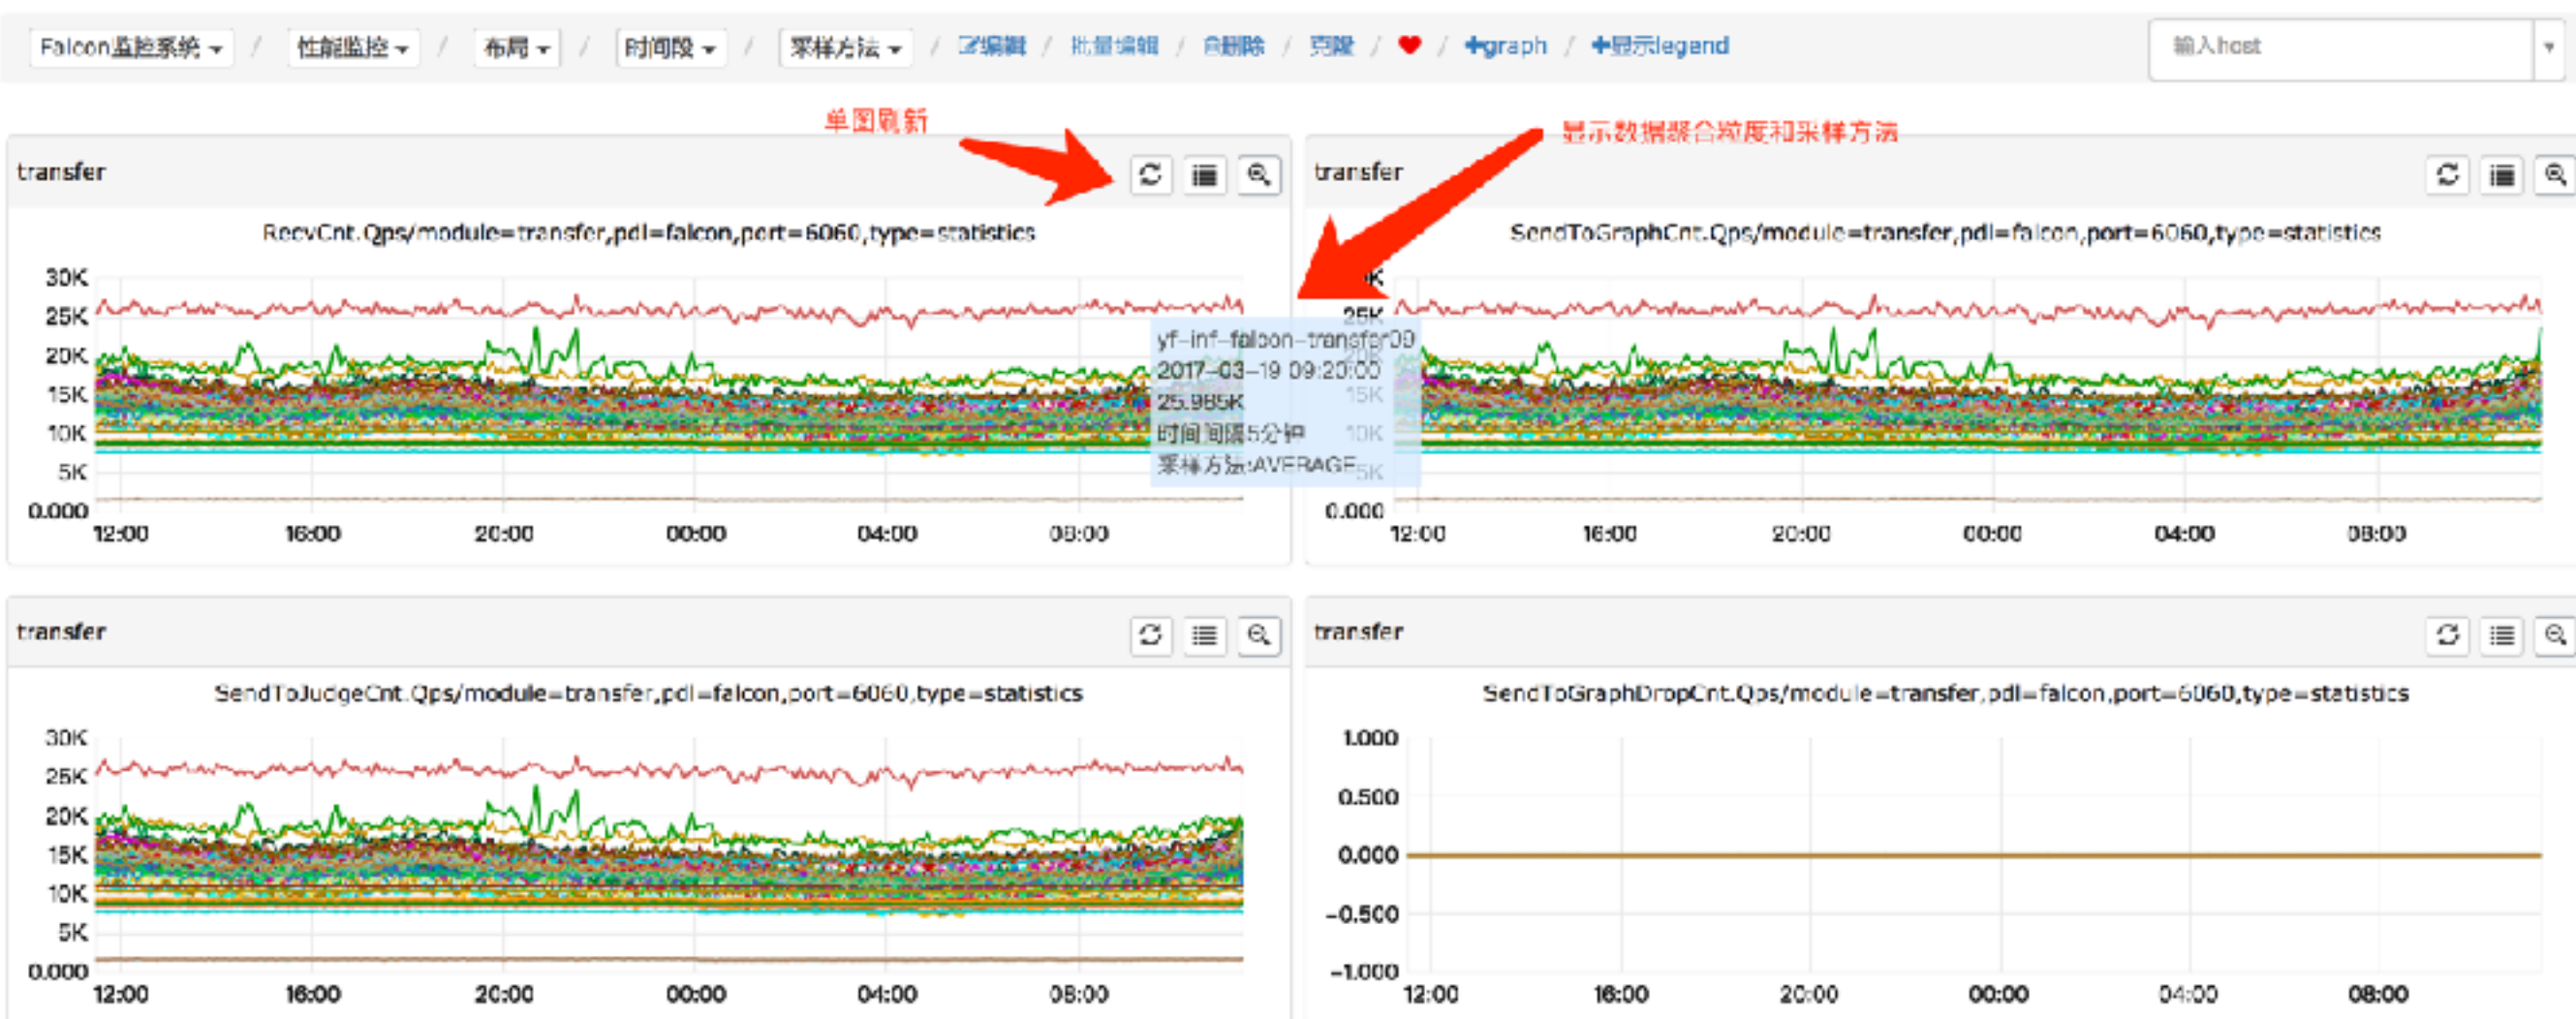 Falcon监控系统 / 性能监控 / 布局 / 时间段 / 采样方法 / 编辑 / 批量编辑 / 删除 / 克隆 / / +graph / +显示legend 输入host
单图刷新
显示数据聚合粒度和采样方法
transfer
RecvCnt.Qps/module=transfer,pdl=falcon,port=6060,type=statistics
30K
25K
20K
15K
10K
5K
0.000
12:00 16:00 20:00 00:00 04:00 08:00
yf-inf-falcon-transfer09
2017-03-19 09:20:00
25.985K
时间间隔5分钟
采样方法:AVERAGE
transfer
SendToGraphCnt.Qps/module=transfer,pdl=falcon,port=6060,type=statistics
25K
20K
15K
10K
5K
0.000
12:00 16:00 20:00 00:00 04:00 08:00
transfer
SendToJudgeCnt.Qps/module=transfer,pdl=falcon,port=6060,type=statistics
30K
25K
20K
15K
10K
5K
0.000
12:00 16:00 20:00 00:00 04:00 08:00
transfer
SendToGraphDropCnt.Qps/module=transfer,pdl=falcon,port=6060,type=statistics
1.000
0.500
0.000
-0.500
-1.000
12:00 16:00 20:00 00:00 04:00 08:00